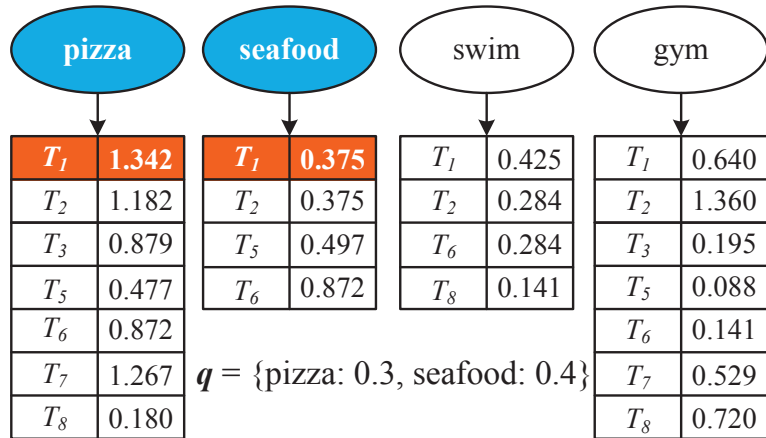 pizza seafood swim gym
T1 1.342 T1 0.375 T1 0.425 T1 0.640
T2 1.182 T2 0.375 T2 0.284 T2 1.360
T3 0.879 T5 0.497 T6 0.284 T3 0.195
T5 0.477 T6 0.872 T8 0.141 T5 0.088
T6 0.872 T6 0.141
T7 1.267 q = {pizza: 0.3, seafood: 0.4} T7 0.529
T8 0.180 T8 0.720